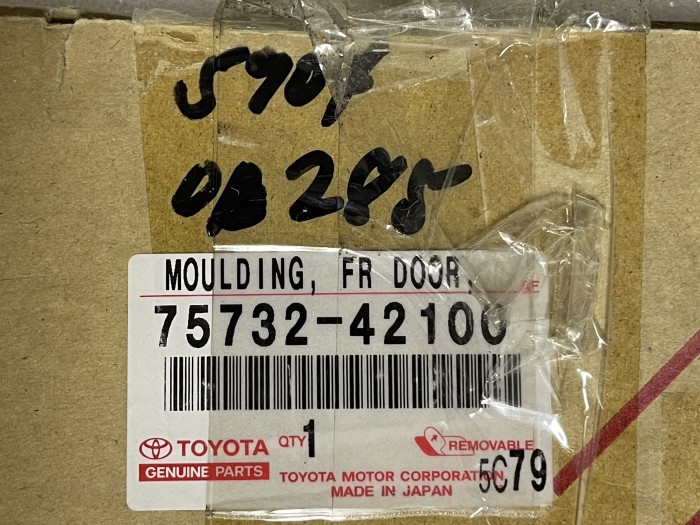 MOULDING, FR DOOR,
75732-42100
TOYOTA
GENUINE PARTS
QTY 1
REMOVABLE
TOYOTA MOTOR CORPORATION
MADE IN JAPAN
5C79